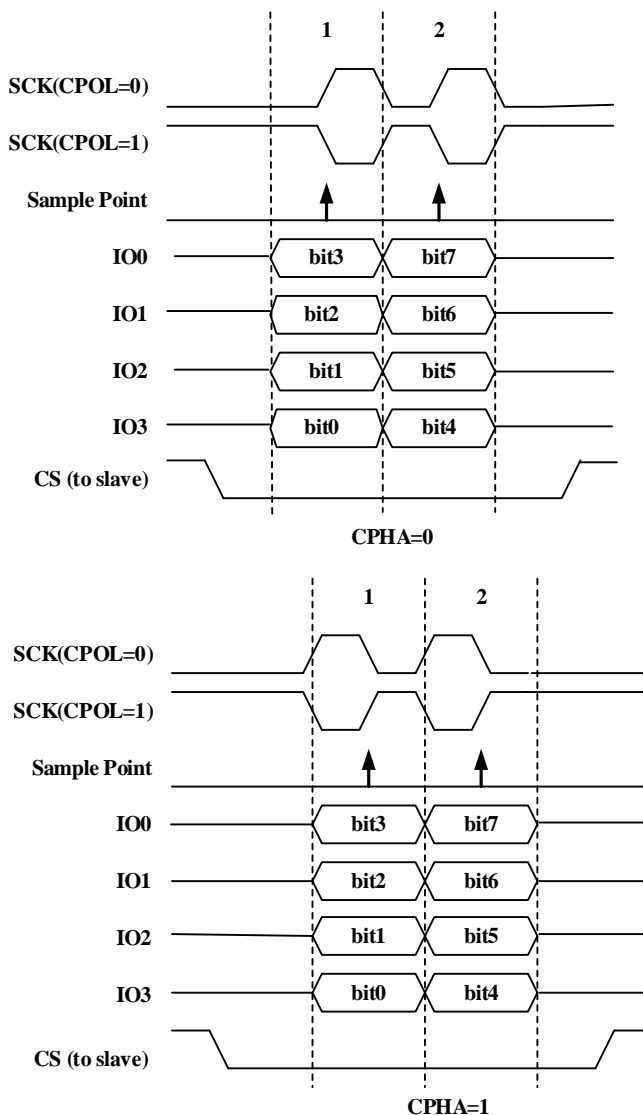 1 2
SCK(CPOL=0)
SCK(CPOL=1)
Sample Point
IO0 bit3 bit7
IO1 bit2 bit6
IO2 bit1 bit5
IO3 bit0 bit4
CS (to slave)
CPHA=0
1 2
SCK(CPOL=0)
SCK(CPOL=1)
Sample Point
IO0 bit3 bit7
IO1 bit2 bit6
IO2 bit1 bit5
IO3 bit0 bit4
CS (to slave)
CPHA=1